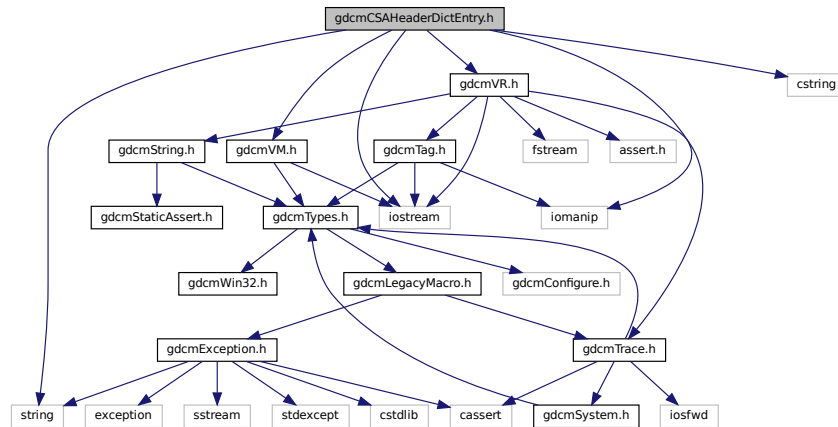 gdcmCSAHeaderDictEntry.h
gdcmVR.h
cstring
gdcmString.h
gdcmVM.h
gdcmTag.h
fstream
assert.h
gdcmStaticAssert.h
gdcmTypes.h
iostream
iomanip
gdcmWin32.h
gdcmLegacyMacro.h
gdcmConfigure.h
gdcmException.h
gdcmTrace.h
string
exception
sstream
stdexcept
cstdlib
cassert
gdcmSystem.h
iosfwd